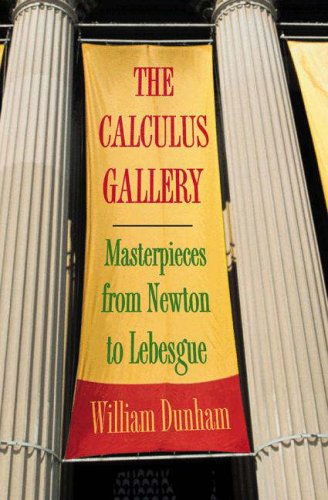 THE
CALCULUS
GALLERY
Masterpieces
from Newton
to Lebesgue
William Dunham